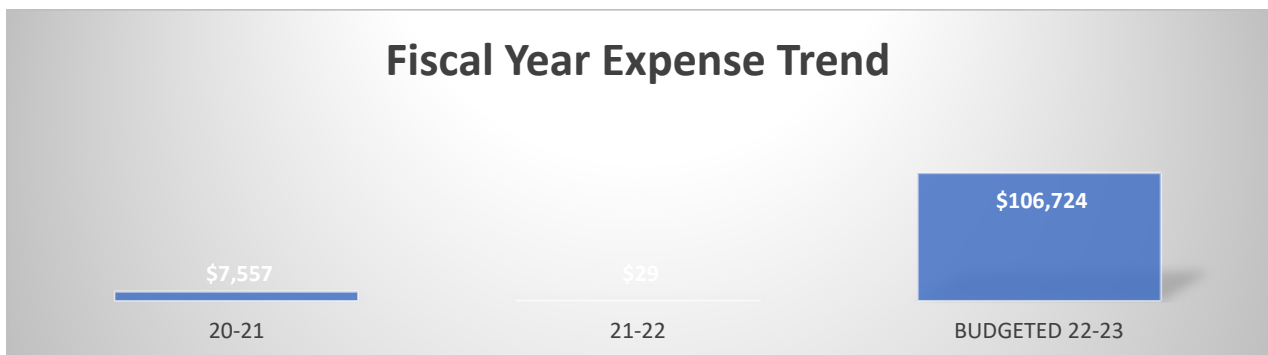 Fiscal Year Expense Trend
$7,557
$29
$106,724
20-21
21-22
BUDGETED 22-23